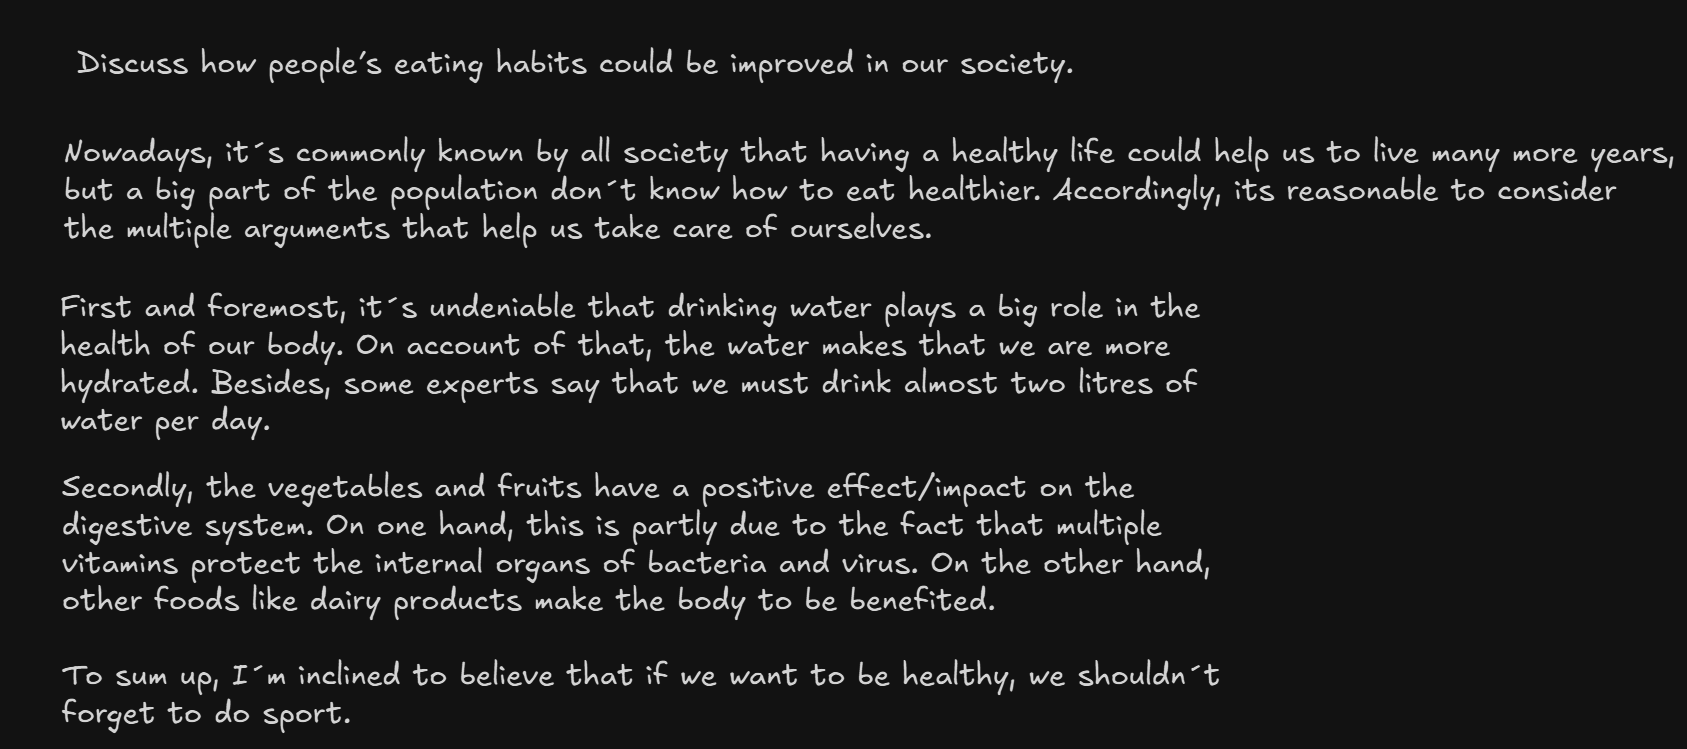 Discuss how people's eating habits could be improved in our society.
Nowadays, it´s commonly known by all society that having a healthy life could help us to live many more years,
but a big part of the population don´t know how to eat healthier. Accordingly, its reasonable to consider
the multiple arguments that help us take care of ourselves.
First and foremost, it´s undeniable that drinking water plays a big role in the
health of our body. On account of that, the water makes that we are more
hydrated. Besides, some experts say that we must drink almost two litres of
water per day.
Secondly, the vegetables and fruits have a positive effect/impact on the
digestive system. On one hand, this is partly due to the fact that multiple
vitamins protect the internal organs of bacteria and virus. On the other hand,
other foods like dairy products make the body to be benefited.
To sum up, I´m inclined to believe that if we want to be healthy, we shouldn´t
forget to do sport.